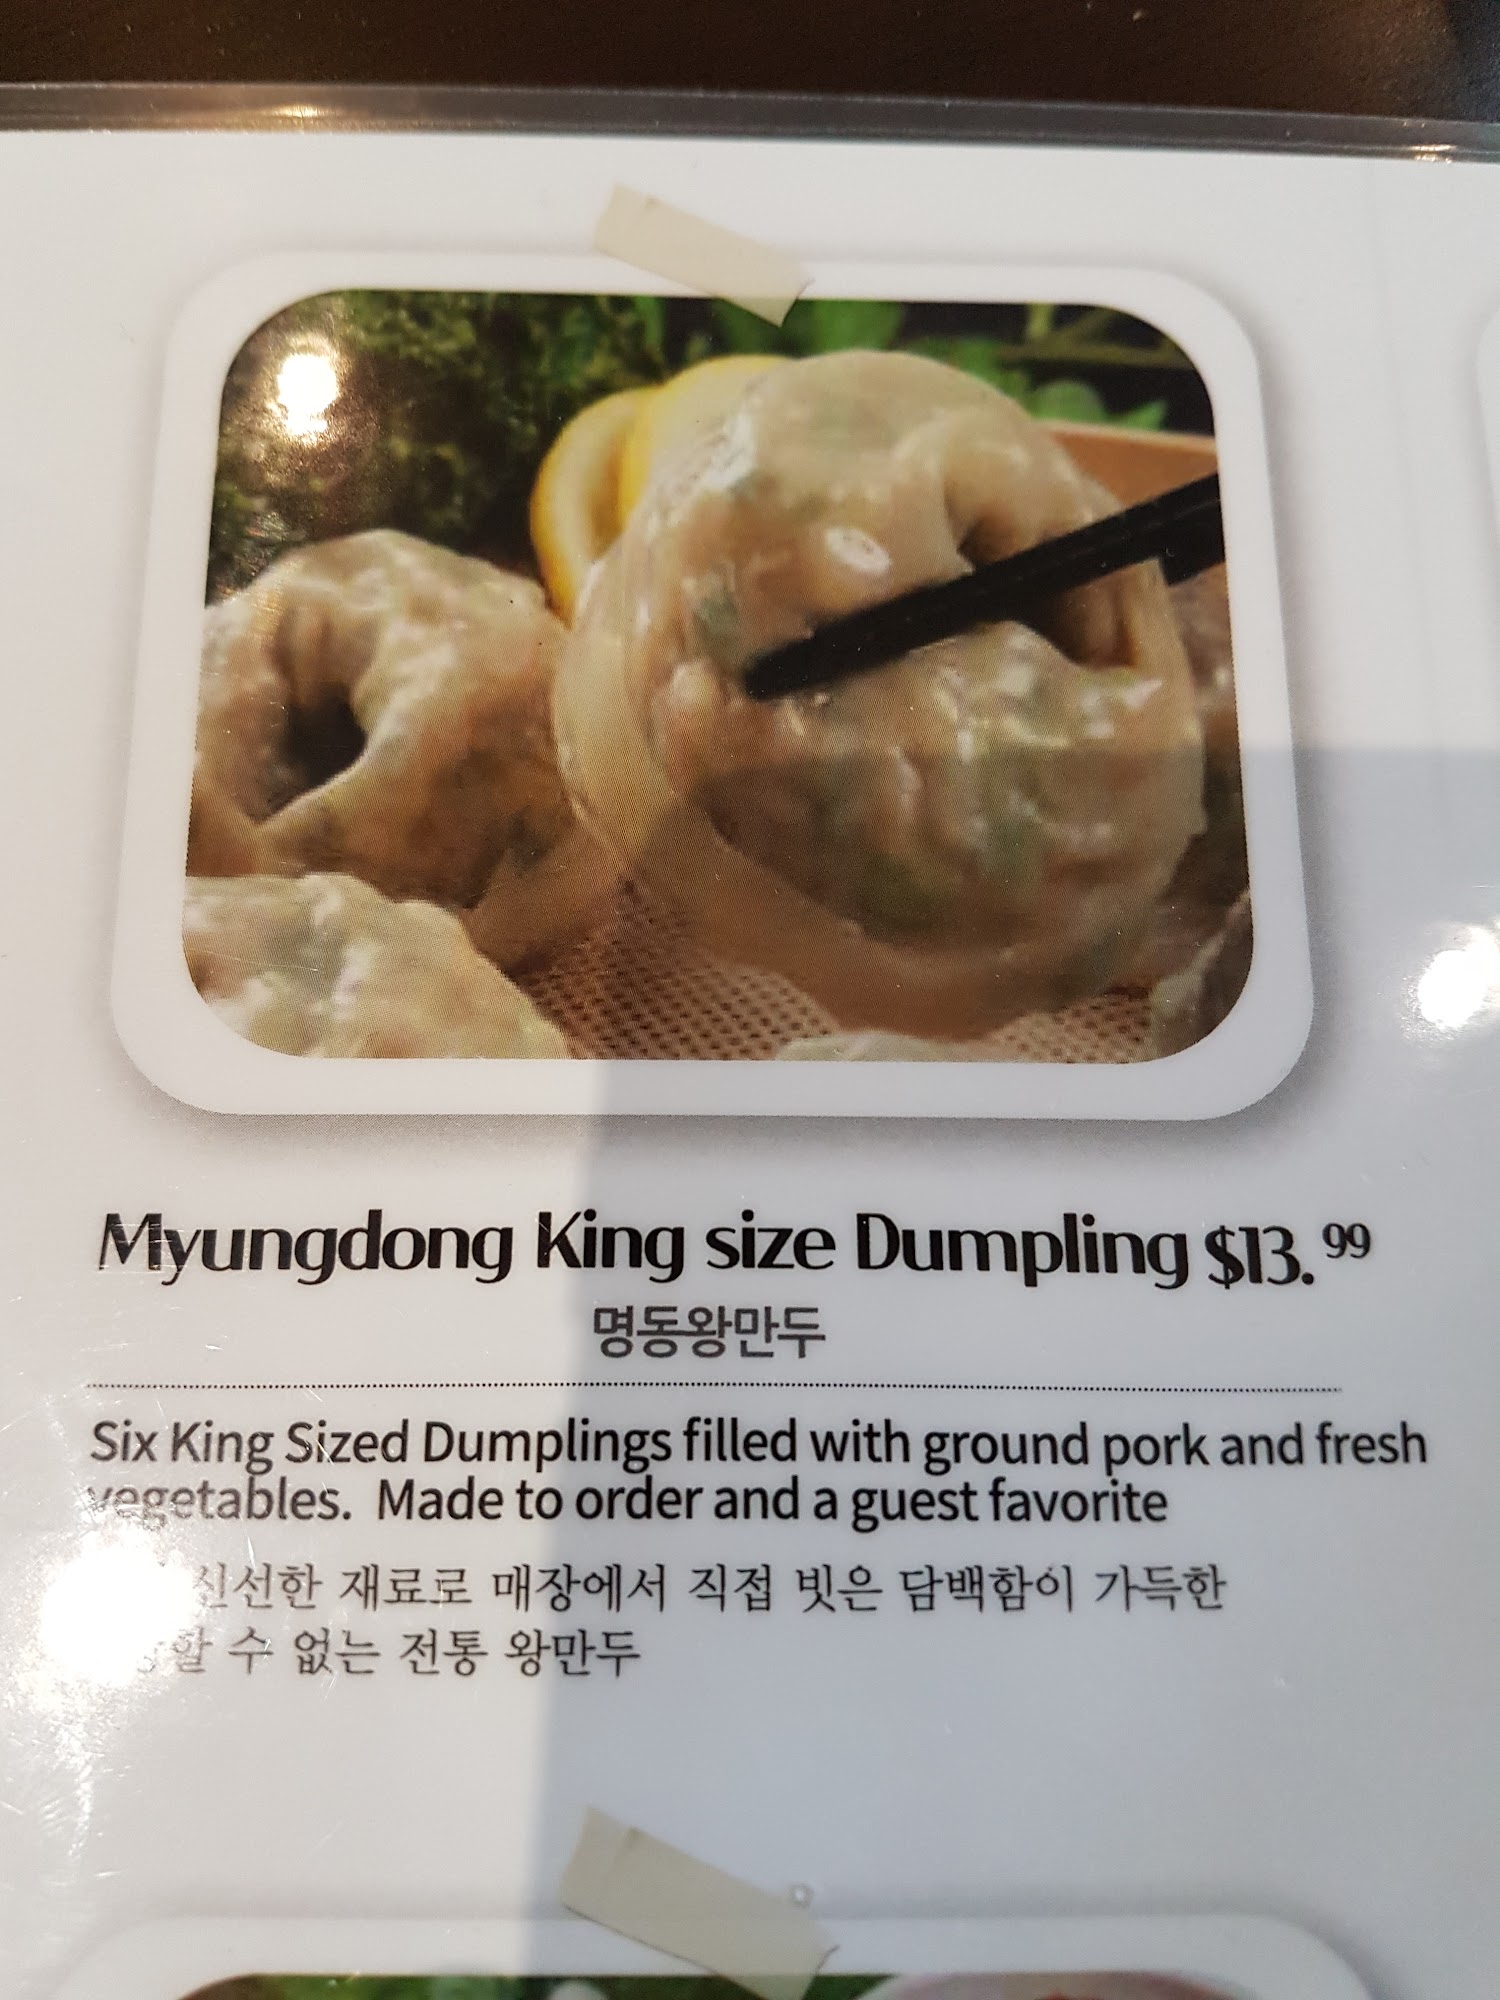 Myungdong King size Dumpling $13.99
명동왕만두
Six King Sized Dumplings filled with ground pork and fresh
vegetables. Made to order and a guest favorite
신선한 재료로 매장에서 직접 빚은 담백함이 가득한
수 없는 전통 왕만두